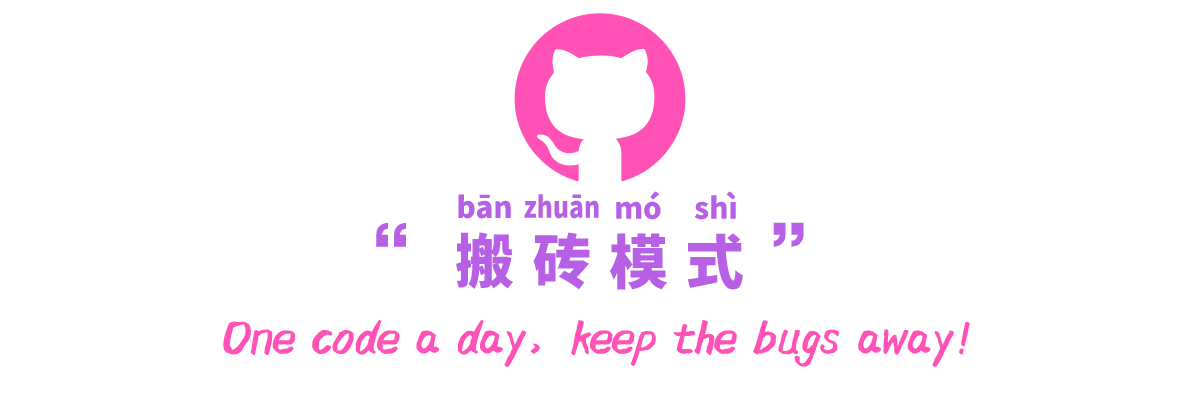 bān zhuān mó shì
“ 搬砖模式 ”
One code a day, keep the bugs away!